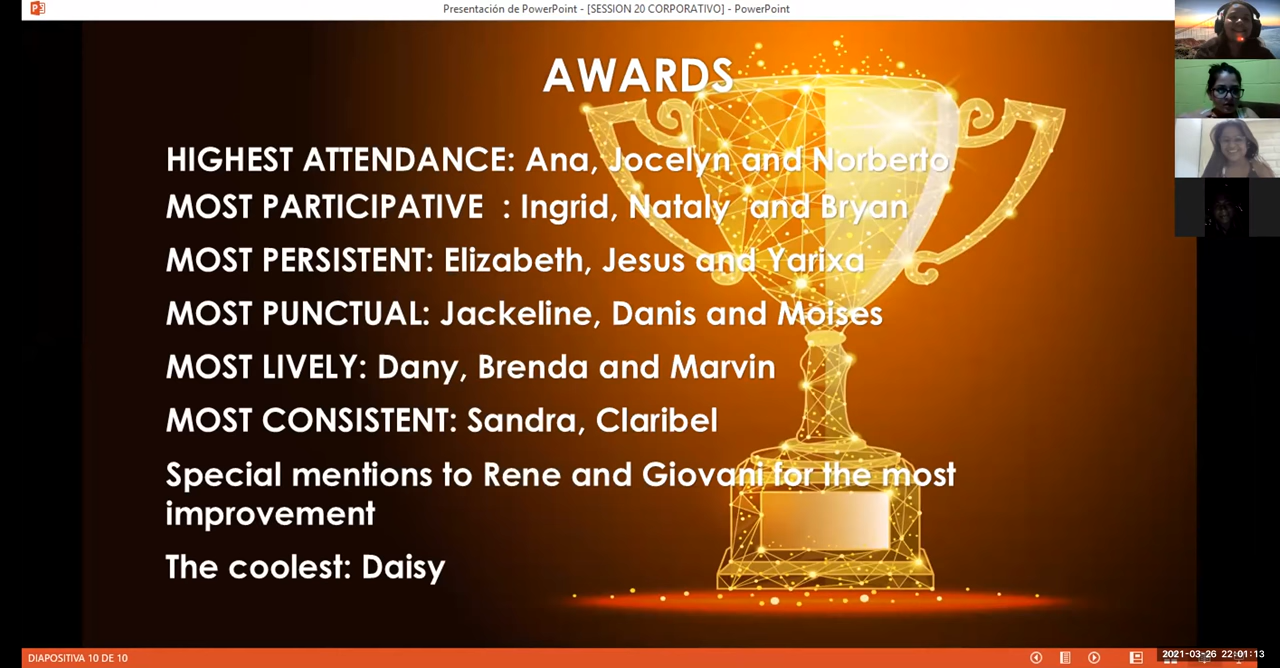 Presentación de PowerPoint - [SESSION 20 CORPORATIVO] - PowerPoint
AWARDS
HIGHEST ATTENDANCE: Ana, Jocelyn and Norberto
MOST PARTICIPATIVE : Ingrid, Nataly and Bryan
MOST PERSISTENT: Elizabeth, Jesus and Yarixa
MOST PUNCTUAL: Jackeline, Danis and Moises
MOST LIVELY: Dany, Brenda and Marvin
MOST CONSISTENT: Sandra, Claribel
Special mentions to Rene and Giovani for the most
improvement
The coolest: Daisy
DIAPOSITIVA 10 DE 10
2021-03-26 22:01:13